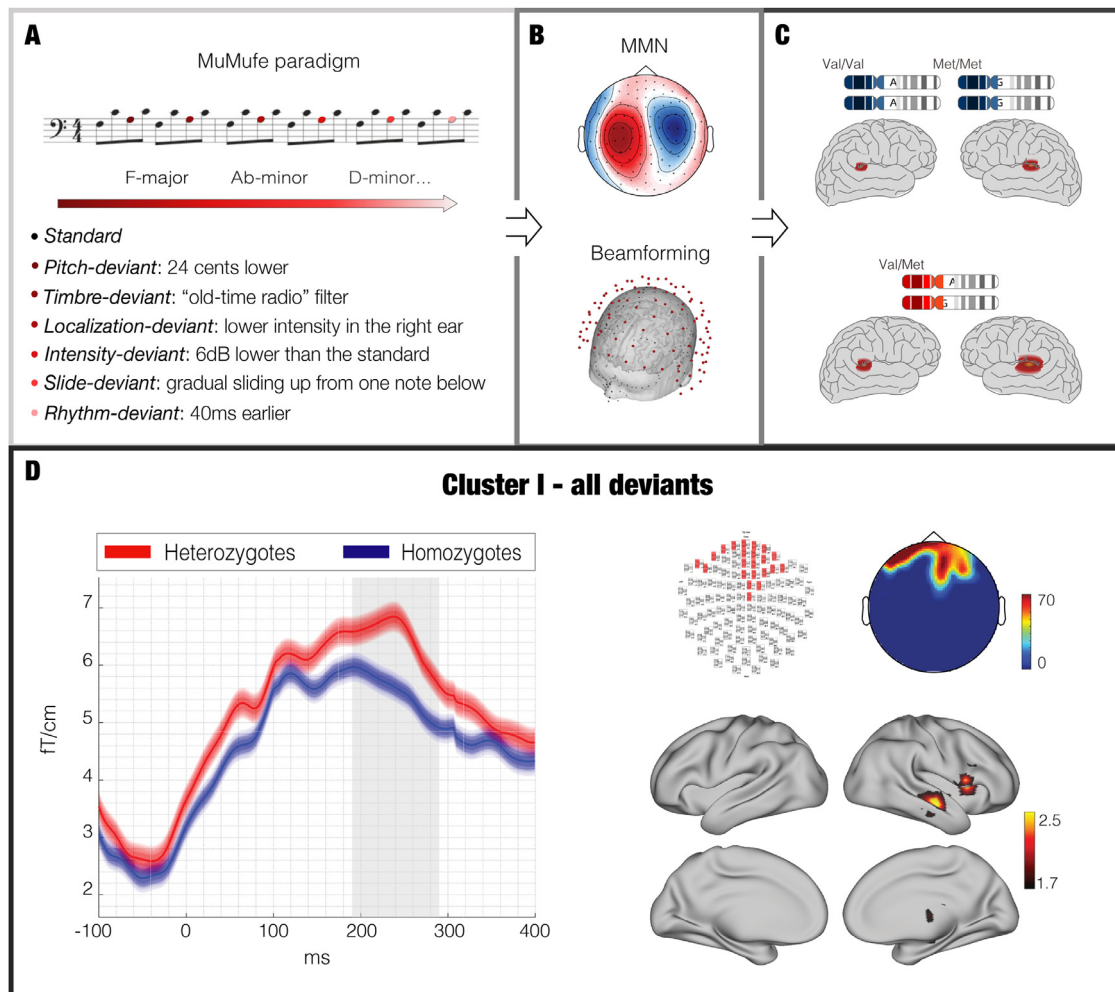 A
MuMufe paradigm
4
4
F-major
Ab-minor
D-minor...
• Standard
• Pitch-deviant: 24 cents lower
• Timbre-deviant: “old-time radio” filter
• Localization-deviant: lower intensity in the right ear
• Intensity-deviant: 6dB lower than the standard
• Slide-deviant: gradual sliding up from one note below
• Rhythm-deviant: 40ms earlier
B
MMN
Beamforming
C
Val/Val
Met/Met
A
G
A
G
Val/Met
A
G
D
Cluster I - all deviants
Heterozygotes
Homozygotes
7
6
5
4
3
2
fT/cm
-100
0
100
200
300
400
ms
70
0
2.5
1.7